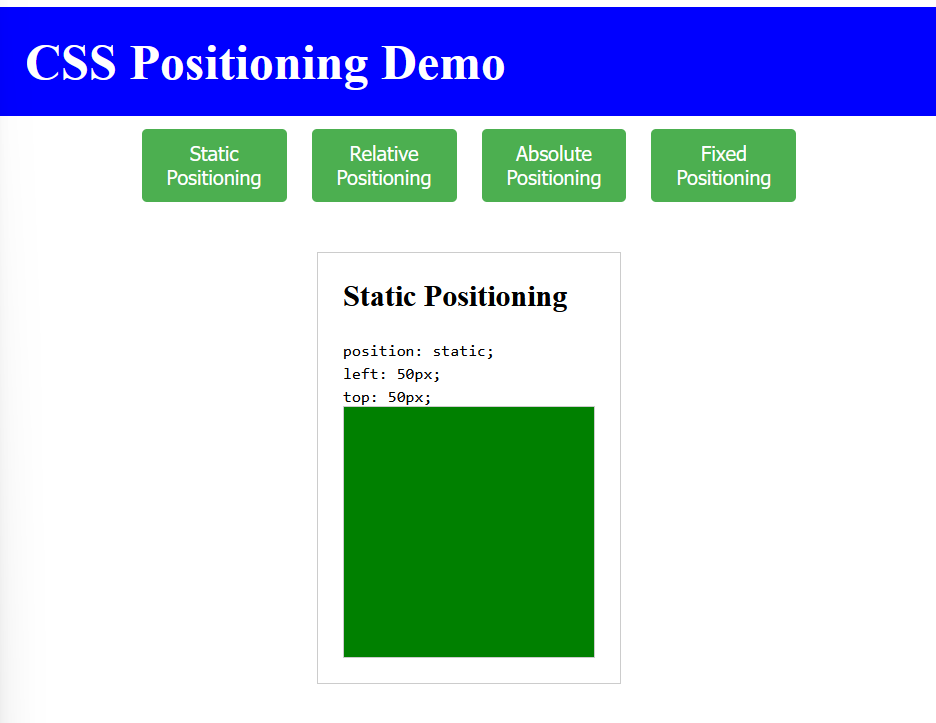 CSS Positioning Demo
Static
Positioning
Relative
Positioning
Absolute
Positioning
Fixed
Positioning
Static Positioning
position: static;
left: 50px;
top: 50px;